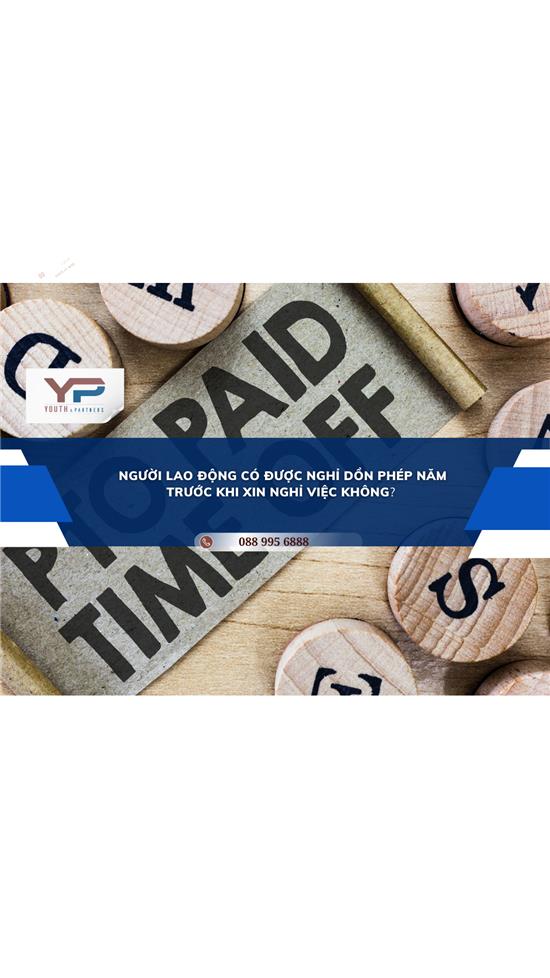 YP
YOUTH & PARTNERS
PTO PAID
TIME OFF
NGƯỜI LAO ĐỘNG CÓ ĐƯỢC NGHỈ DỒN PHÉP NĂM
TRƯỚC KHI XIN NGHỈ VIỆC KHÔNG?
088 995 6888
S